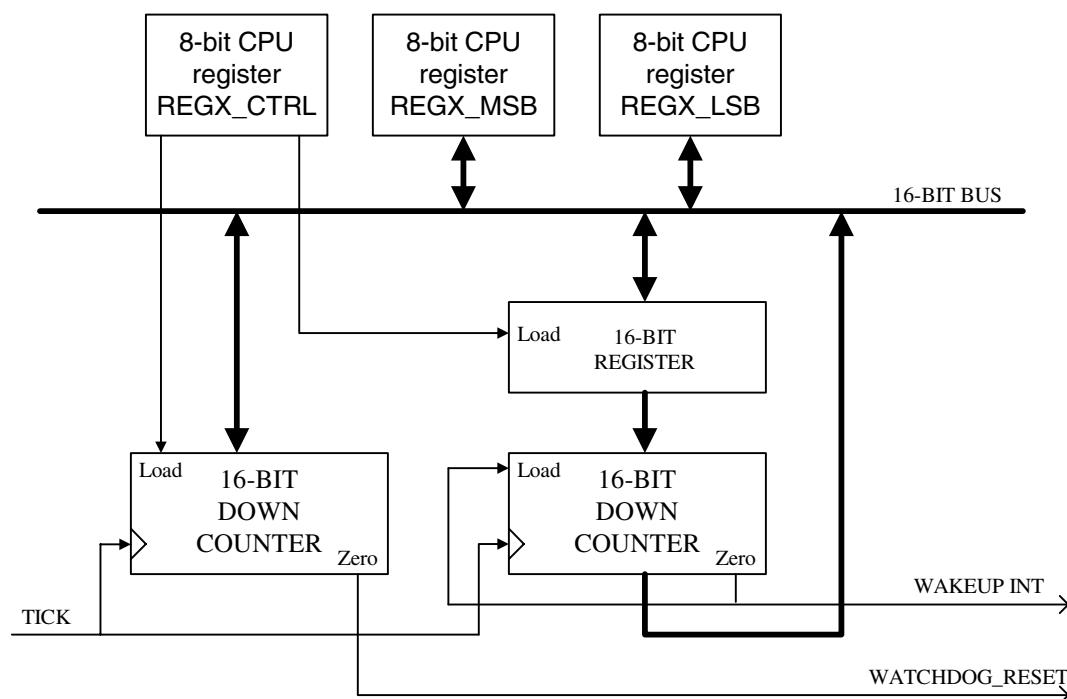 8-bit CPU
register
REGX_CTRL
8-bit CPU
register
REGX_MSB
8-bit CPU
register
REGX_LSB
16-BIT BUS
Load
16-BIT
REGISTER
Load
16-BIT
DOWN
COUNTER
Zero
Load
16-BIT
DOWN
COUNTER
Zero
WAKEUP INT
TICK
WATCHDOG_RESET